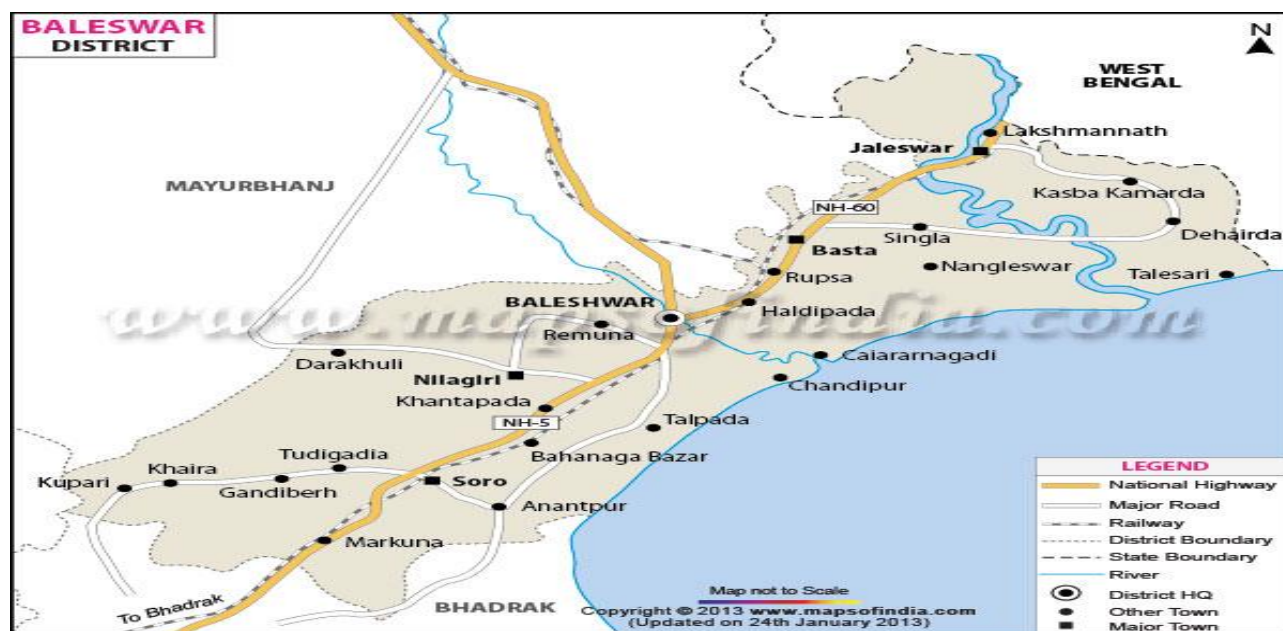 BALESWAR
DISTRICT
N
WEST
BENGAL
Lakshmannath
Jaleswar
MAYURBHANJ
Kasba Kamarda
NH-60
Singla
Dehairda
Basta
Nangleswar
Talesari
Rupsa
BALESHWAR
Haldipada
www.mapsofindia.com
Remuna
Darakhuli
Caiararnagadi
Nilagiri
Chandipur
Khantapada
NH-5
Talpada
Tudigadia
Bahanaga Bazar
Khaira
Kupari
Gandiberh
Soro
Anantpur
Markuna
To Bhadrak
BHADRAK
LEGEND
National Highway
Major Road
Railway
District Boundary
State Boundary
River
District HQ
Other Town
Major Town
Map not to Scale
Copyright © 2013 www.mapsofindia.com
(Updated on 24th January 2013)